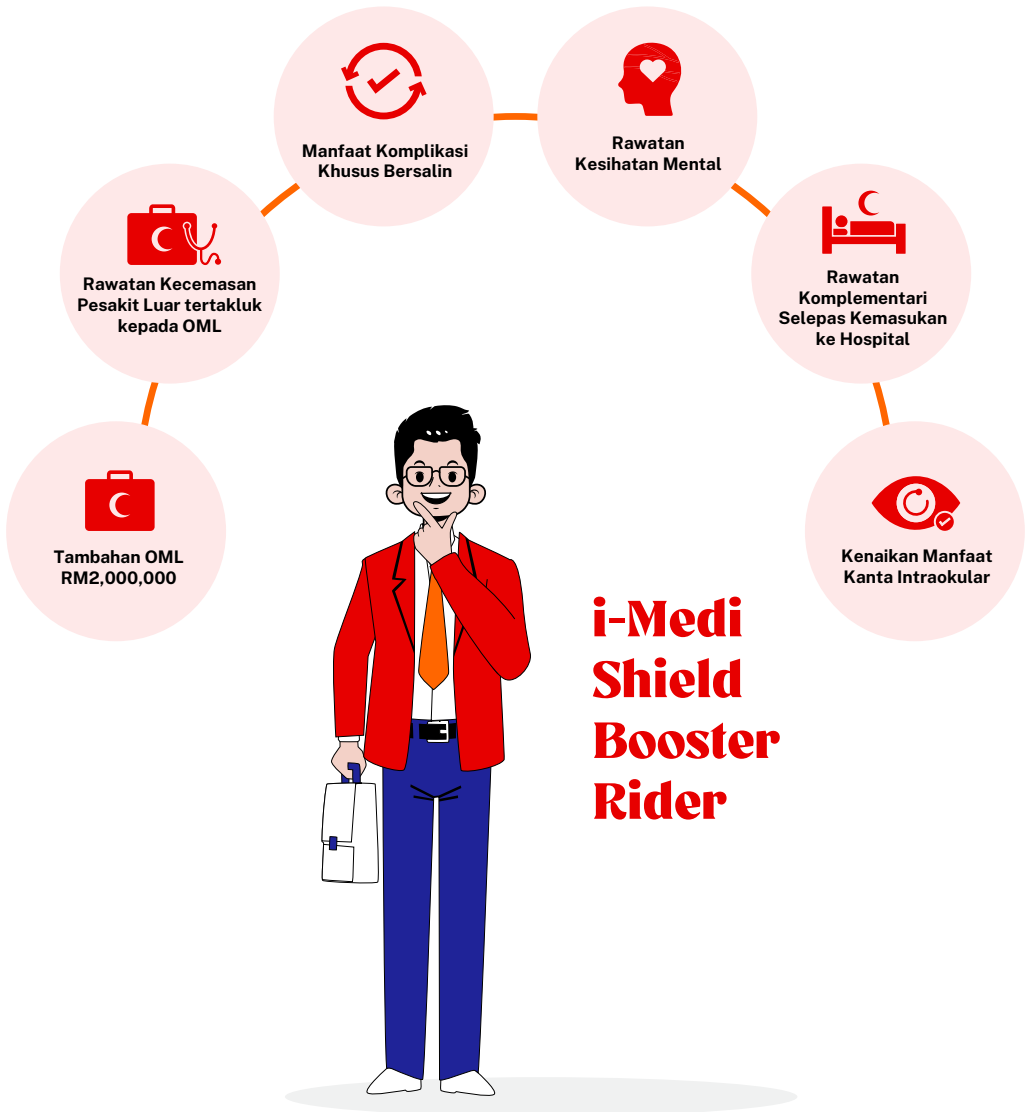 Manfaat Komplikasi
Khusus Bersalin
Rawatan
Kesihatan Mental
Rawatan Kecemasan
Pesakit Luar tertakluk
kepada OML
Rawatan
Komplementari
Selepas Kemasukan
ke Hospital
Tambahan OML
RM2,000,000
Kenaikan Manfaat
Kanta Intraokular
i-Medi
Shield
Booster
Rider